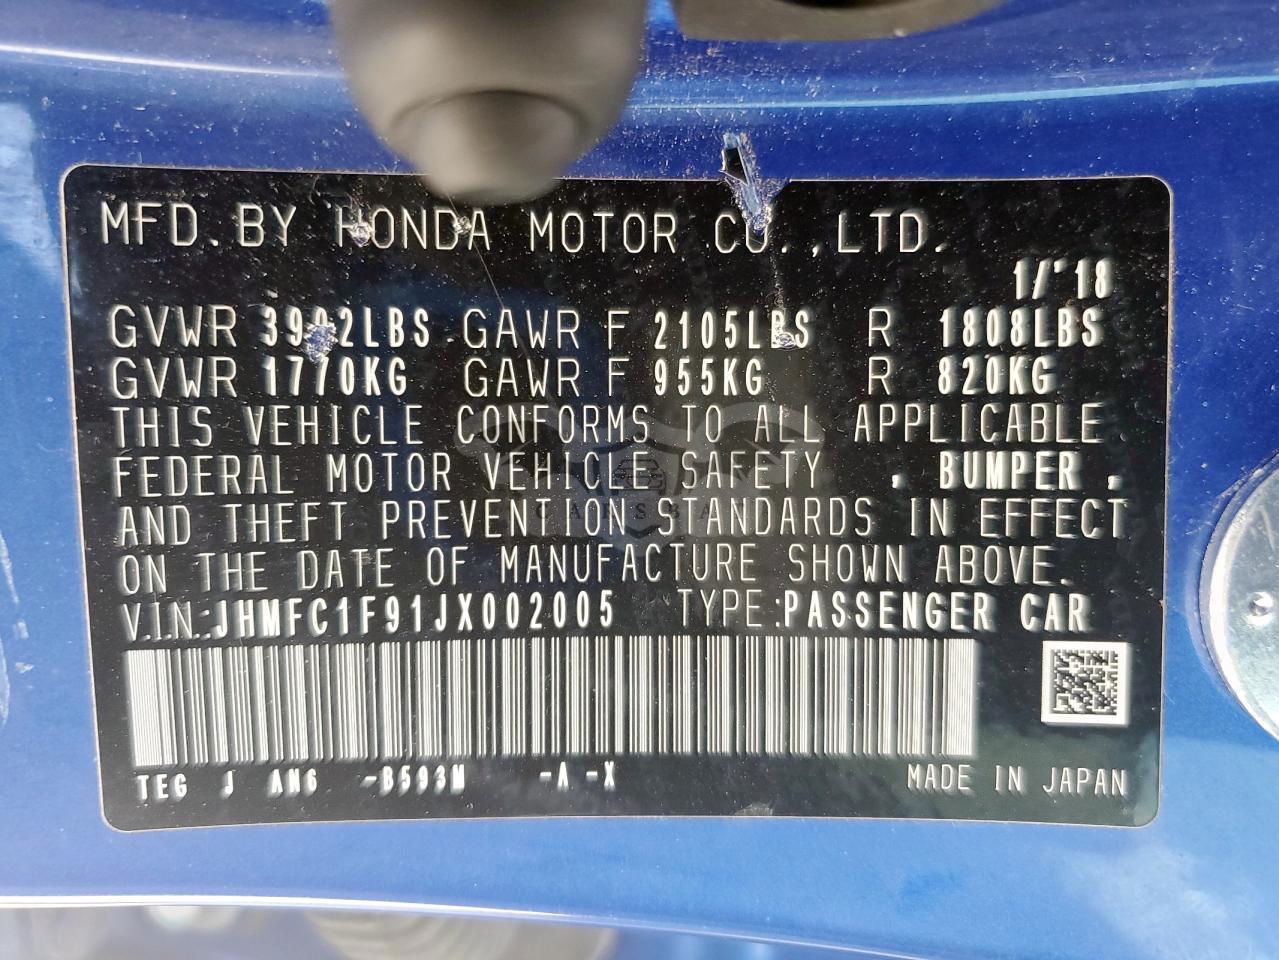 MFD. BY HONDA MOTOR CO.,LTD.
1/'18
GVWR 3902LBS GAWR F 2105LBS R 1808LBS
GVWR 1770KG GAWR F 955KG R 820KG
THIS VEHICLE CONFORMS TO ALL APPLICABLE
FEDERAL MOTOR VEHICLE SAFETY , BUMPER ,
AND THEFT PREVENTION STANDARDS IN EFFECT
ON THE DATE OF MANUFACTURE SHOWN ABOVE.
V.I.N.:JHMFC1F91JX002005 TYPE:PASSENGER CAR
TEG J AN6 -B593M -A -X MADE IN JAPAN